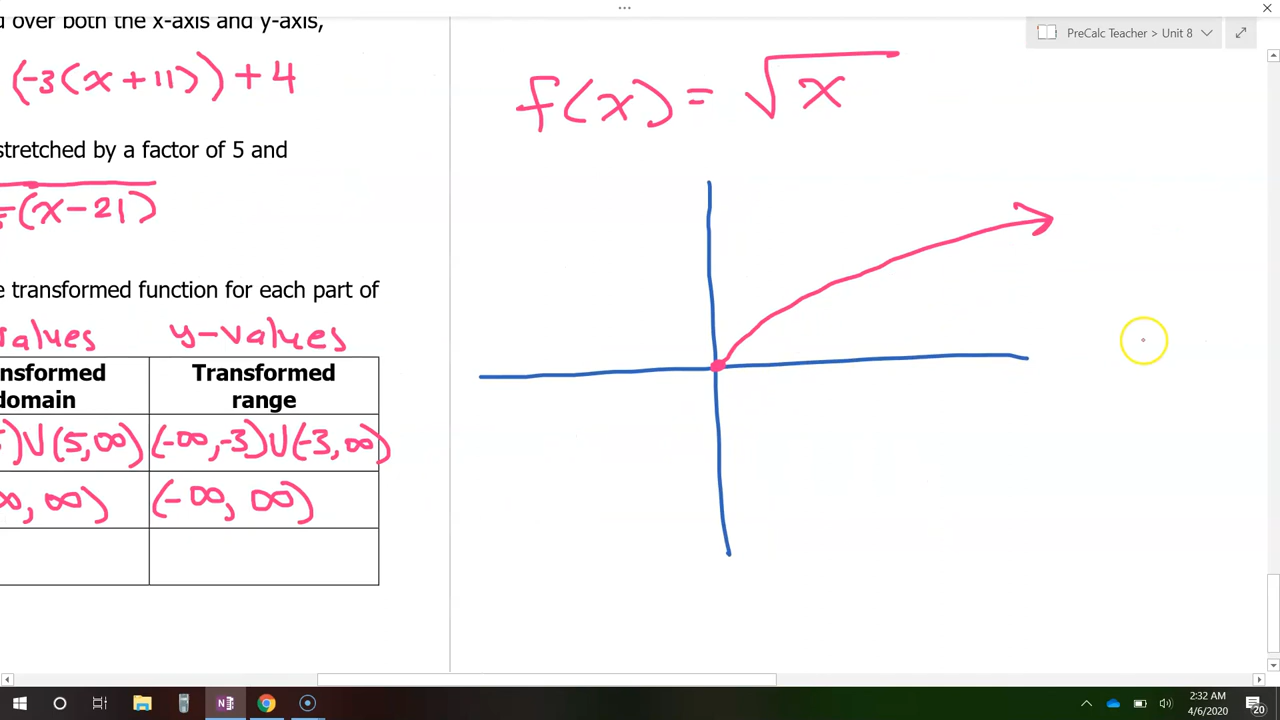 d over both the x-axis and y-axis,
(-3(x+11))+4
stretched by a factor of 5 and
(x-21)
e transformed function for each part of
values y-values
nsformed domain
Transformed range
)∪(5,∞) (-∞,-3)∪(-3,∞)
∞,∞) (-∞,∞)
PreCalc Teacher > Unit 8
f(x)=√x
2:32 AM
4/6/2020
20